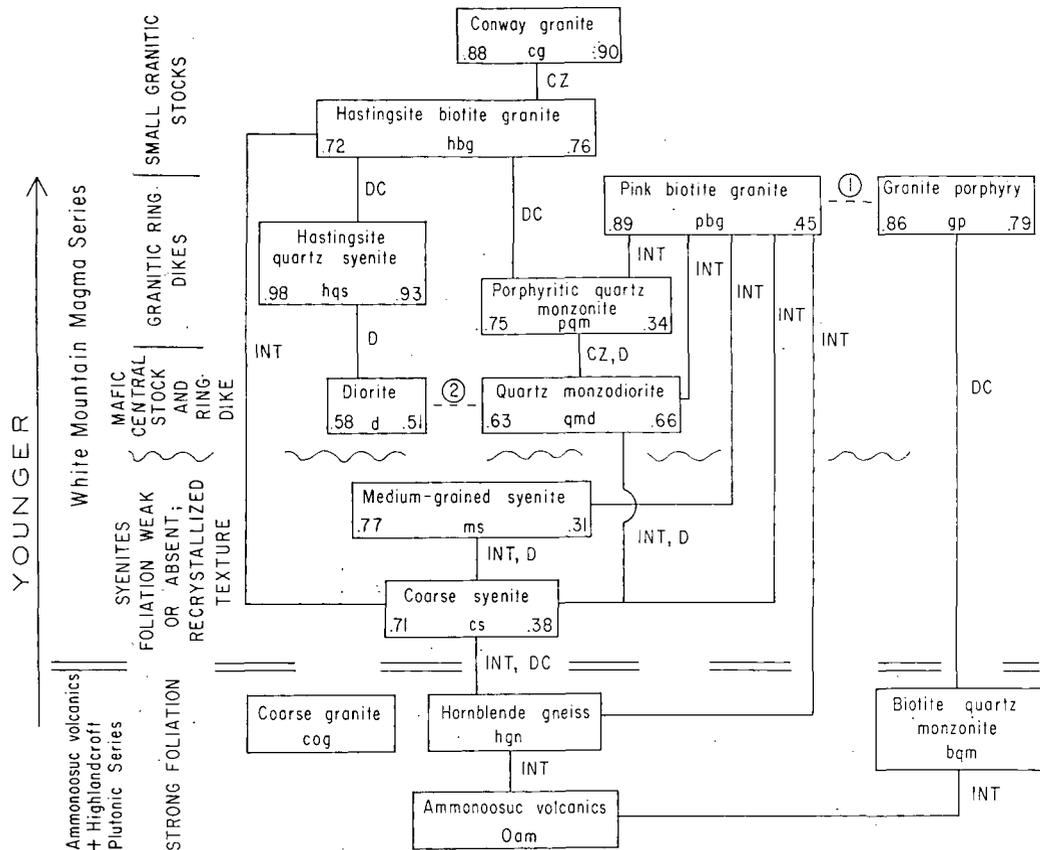 Conway granite
.88 cg .90
CZ
Hastingsite biotite granite
.72 hbg .76
DC
DC
Pink biotite granite
.89 pbg .45
1
Granite porphyry
.86 gp .79
Hastingsite
quartz syenite
.98 hqs .93
INT
INT
INT
INT
INT
Porphyritic quartz
monzonite
.75 pqm .34
D
INT
CZ, D
DC
Diorite
.58 d .51
2
Quartz monzodiorite
.63 qmd .66
Medium-grained syenite
.77 ms .31
INT, D
INT, D
Coarse syenite
.71 cs .38
INT, DC
Coarse granite
cog
Hornblende gneiss
hgn
Biotite quartz
monzonite
bqm
INT
INT
Ammonoosuc volcanics
Oam
YOUNGER
White Mountain Magma Series
Ammonoosuc volcanics
+ Highlandcroft
Plutonic Series
SMALL GRANITIC
STOCKS
GRANITIC RING-
DIKES
MAFIC
CENTRAL
STOCK
AND
RING-
DIKE
SYENITES
FOLIATION WEAK
OR ABSENT;
RECRYSTALLIZED
TEXTURE
STRONG FOLIATION